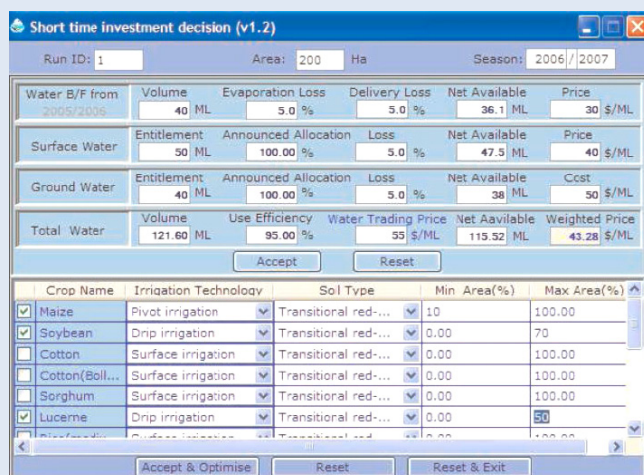 Short time investment decision (v1.2)
Run ID: 1 Area: 200 Ha Season: 2006 / 2007
Water B/F from 2005/2006 Volume 40 ML Evaporation Loss 5.0 % Delivery Loss 5.0 % Net Available 36.1 ML Price 30 $/ML
Surface Water Entitlement 50 ML Announced Allocation 100.00 % Loss 5.0 % Net Available 47.5 ML Price 40 $/ML
Ground Water Entitlement 40 ML Announced Allocation 100.00 % Loss 5.0 % Net Available 38 ML Cost 50 $/ML
Total Water Volume 121.60 ML Use Efficiency 95.00 % Water Trading Price 55 $/ML Net Aavilable 115.52 ML Weighted Price 43.28 $/ML
Accept Reset
Crop Name Irrigation Technology Soil Type Min Area(%) Max Area(%)
Maize Pivot irrigation Transitional red-... 10 100.00
Soybean Drip irrigation Transitional red-... 0.00 70
Cotton Surface irrigation Transitional red-... 0.00 100.00
Cotton(Boll... Surface irrigation Transitional red-... 0.00 100.00
Sorghum Surface irrigation Transitional red-... 0.00 100.00
Lucerne Drip irrigation Transitional red-... 0.00 50
Accept & Optimise Reset Reset & Exit